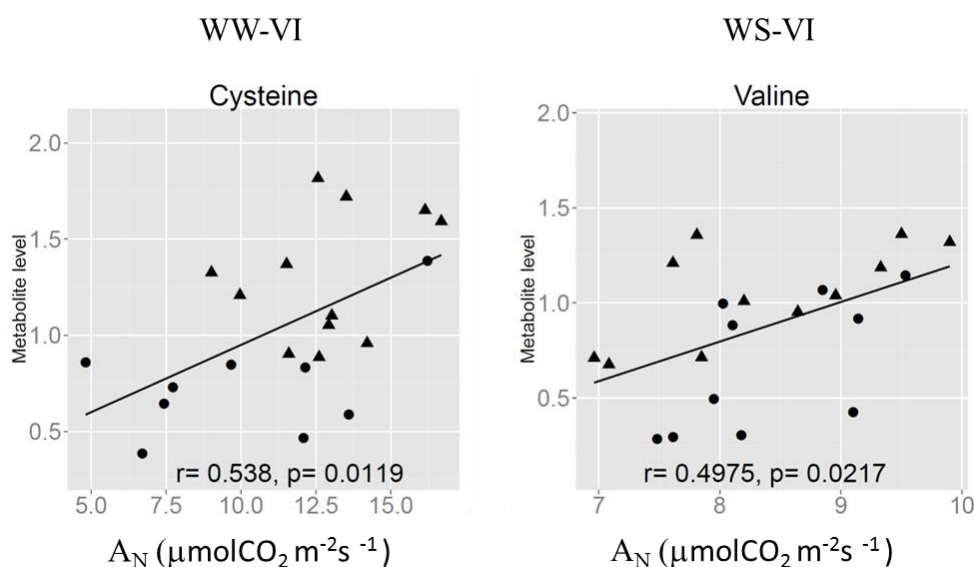 WW-VI
Cysteine
Metabolite level
2.0
1.5
1.0
0.5
r= 0.538, p= 0.0119
5.0 7.5 10.0 12.5 15.0
A_N (μmolCO₂ m⁻²s ⁻¹)
WS-VI
Valine
Metabolite level
2.0
1.5
1.0
0.5
r= 0.4975, p= 0.0217
7 8 9 10
A_N (μmolCO₂ m⁻²s ⁻¹)